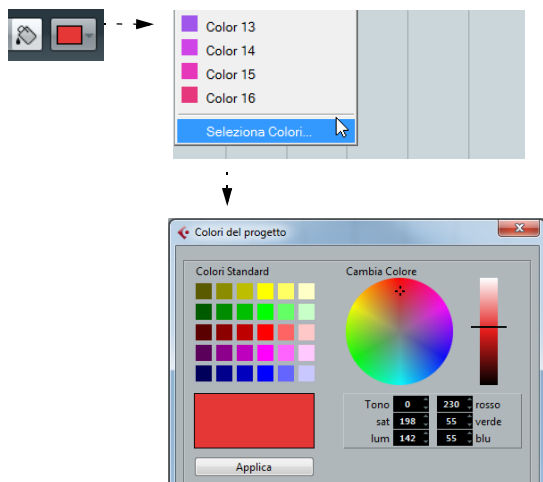 Color 13
Color 14
Color 15
Color 16
Seleziona Colori...
Colori del progetto
Colori Standard
Cambia Colore
Tono 0 230 rosso
sat 198 55 verde
lum 142 55 blu
Applica